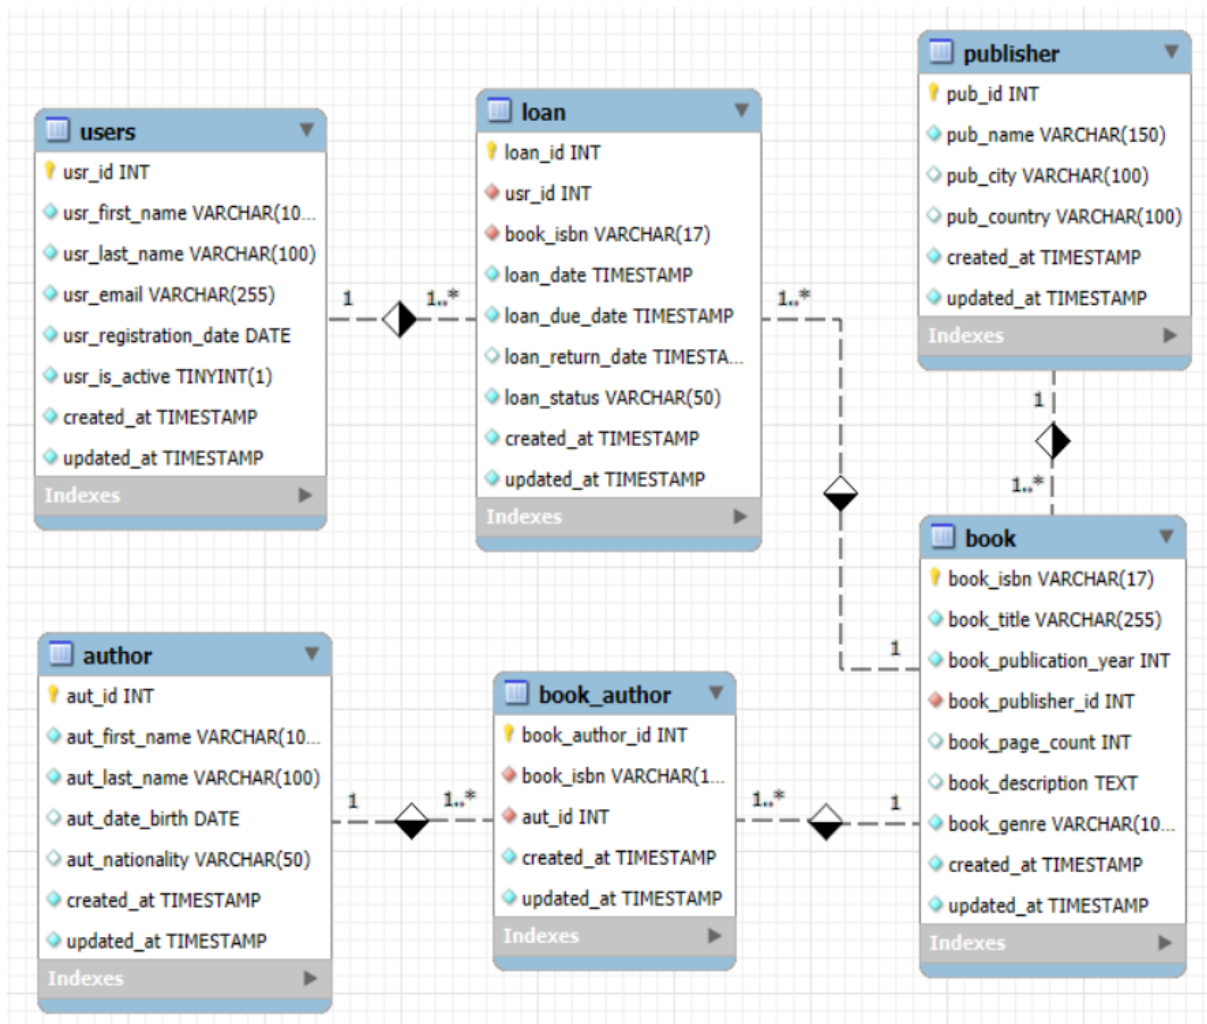 users
usr_id INT
usr_first_name VARCHAR(10...
usr_last_name VARCHAR(100)
usr_email VARCHAR(255)
usr_registration_date DATE
usr_is_active TINYINT(1)
created_at TIMESTAMP
updated_at TIMESTAMP
Indexes
1
1..*
loan
loan_id INT
usr_id INT
book_isbn VARCHAR(17)
loan_date TIMESTAMP
loan_due_date TIMESTAMP
loan_return_date TIMESTA...
loan_status VARCHAR(50)
created_at TIMESTAMP
updated_at TIMESTAMP
Indexes
1..*
1
publisher
pub_id INT
pub_name VARCHAR(150)
pub_city VARCHAR(100)
pub_country VARCHAR(100)
created_at TIMESTAMP
updated_at TIMESTAMP
Indexes
1
1..*
author
aut_id INT
aut_first_name VARCHAR(10...
aut_last_name VARCHAR(100)
aut_date_birth DATE
aut_nationality VARCHAR(50)
created_at TIMESTAMP
updated_at TIMESTAMP
Indexes
1
1..*
book_author
book_author_id INT
book_isbn VARCHAR(1...
aut_id INT
created_at TIMESTAMP
updated_at TIMESTAMP
Indexes
1..*
1
book
book_isbn VARCHAR(17)
book_title VARCHAR(255)
book_publication_year INT
book_publisher_id INT
book_page_count INT
book_description TEXT
book_genre VARCHAR(10...
created_at TIMESTAMP
updated_at TIMESTAMP
Indexes